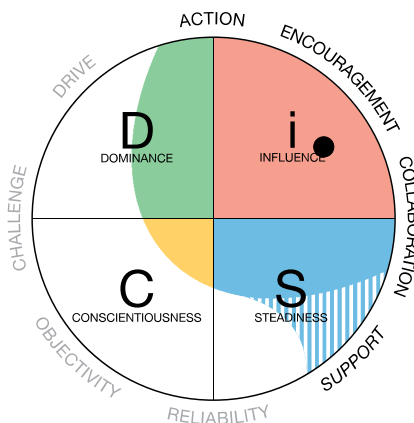 ACTION
ENCOURAGEMENT
DRIVE
D
DOMINANCE
i
INFLUENCE
CHALLENGE
COLLABORATION
C
CONSCIENTIOUSNESS
S
STEADINESS
OBJECTIVITY
SUPPORT
RELIABILITY